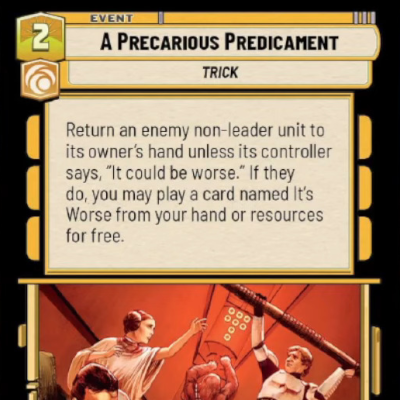 EVENT
2
A PRECARIOUS PREDICAMENT
TRICK
Return an enemy non-leader unit to
its owner's hand unless its controller
says, "It could be worse." If they
do, you may play a card named It's
Worse from your hand or resources
for free.